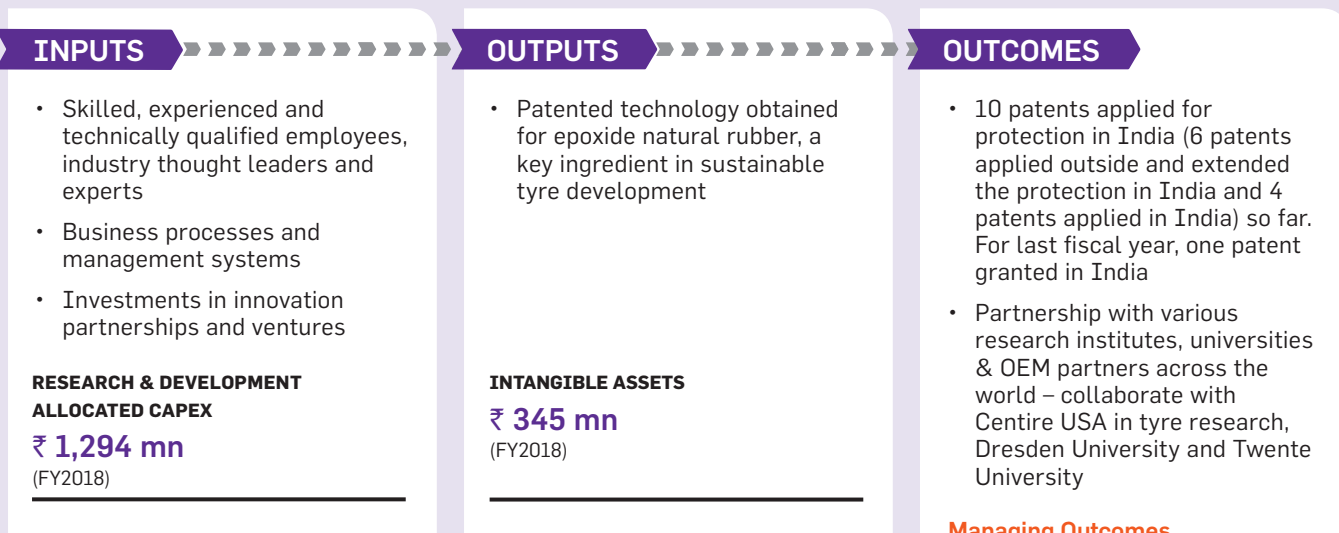 INPUTS
• Skilled, experienced and
technically qualified employees,
industry thought leaders and
experts
• Business processes and
management systems
• Investments in innovation
partnerships and ventures
RESEARCH & DEVELOPMENT
ALLOCATED CAPEX
₹ 1,294 mn
(FY2018)
OUTPUTS
• Patented technology obtained
for epoxide natural rubber, a
key ingredient in sustainable
tyre development
INTANGIBLE ASSETS
₹ 345 mn
(FY2018)
OUTCOMES
• 10 patents applied for
protection in India (6 patents
applied outside and extended
the protection in India and 4
patents applied in India) so far.
For last fiscal year, one patent
granted in India
• Partnership with various
research institutes, universities
& OEM partners across the
world – collaborate with
Centire USA in tyre research,
Dresden University and Twente
University
Managing Outcomes